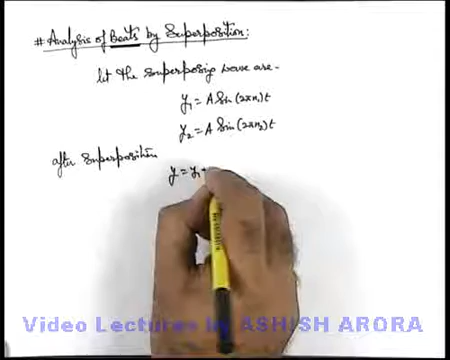 # Analysis of Beats by Superposition:
let the superposing wave are -
y₁ = A Sin (2πn₁) t
y₂ = A Sin (2πn₂) t
after Superposition
y = y₁ +
Video Lectures by ASHISH ARORA